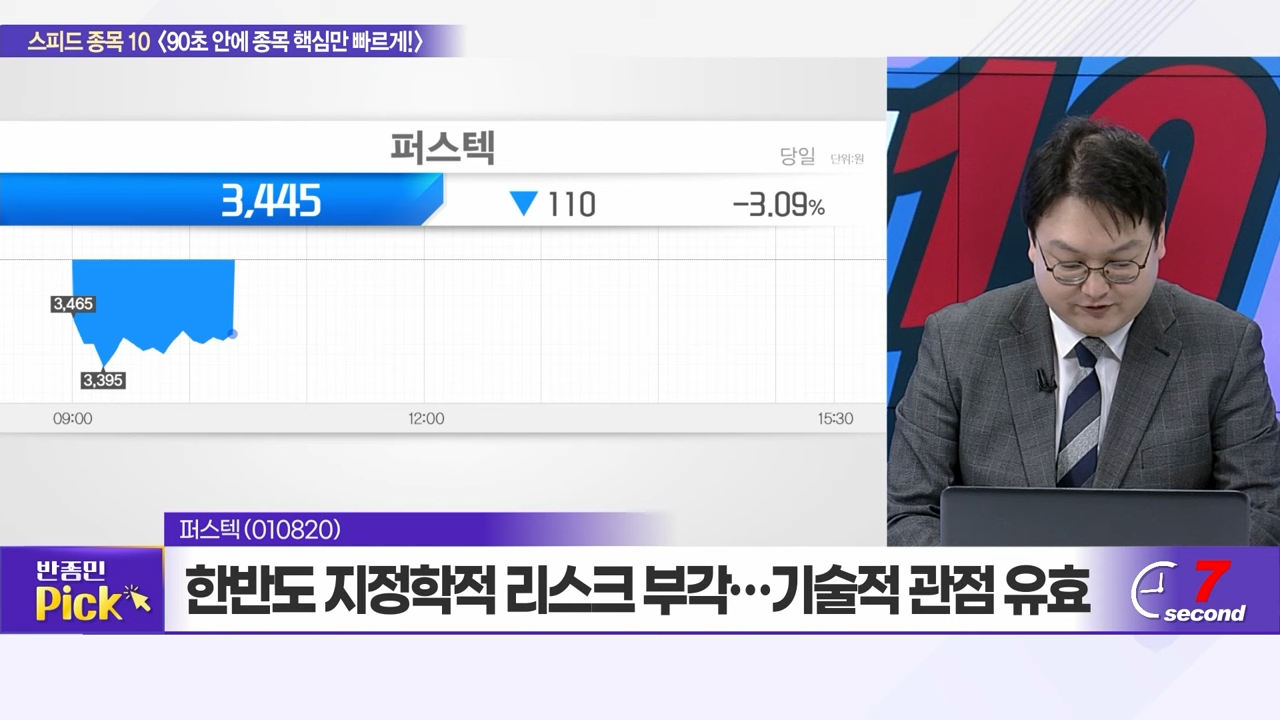 스피드 종목 10 〈90초 안에 종목 핵심만 빠르게!〉
퍼스텍
당일 단위:원
3,445 ▼ 110 -3.09%
3,465
3,395
09:00 12:00 15:30
10
퍼스텍(010820)
반종민
Pick
한반도 지정학적 리스크 부각…기술적 관점 유효
7
second